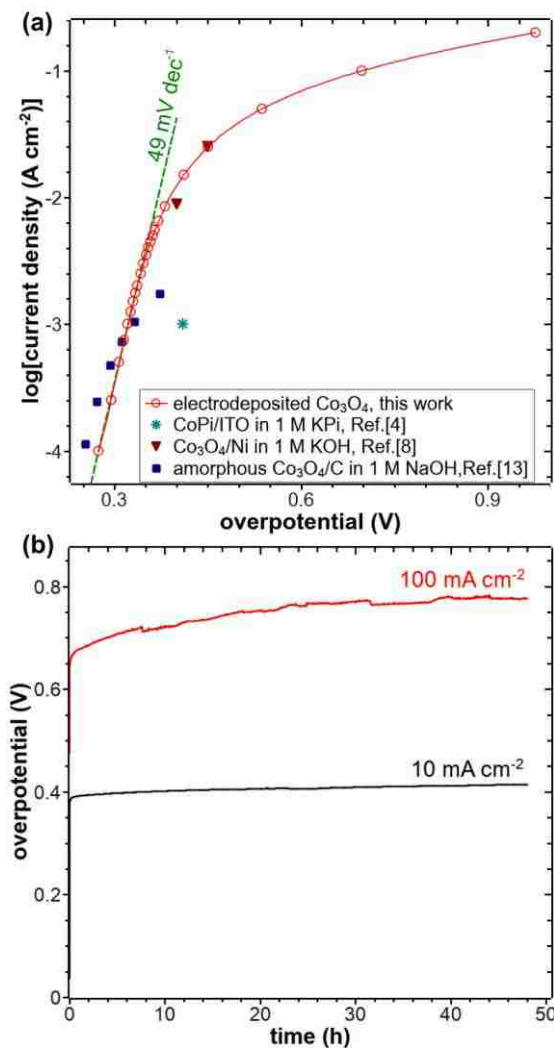 (a)
49 mV dec⁻¹
-1
-2
-3
-4
log[current density (A cm⁻²)]
electrodeposited Co₃O₄, this work
CoPi/ITO in 1 M KPi, Ref.[4]
Co₃O₄/Ni in 1 M KOH, Ref.[8]
amorphous Co₃O₄/C in 1 M NaOH,Ref.[13]
0.3 0.6 0.9
overpotential (V)
(b)
0.8
100 mA cm⁻²
0.6
overpotential (V)
0.4
10 mA cm⁻²
0.2
0
0 10 20 30 40 50
time (h)